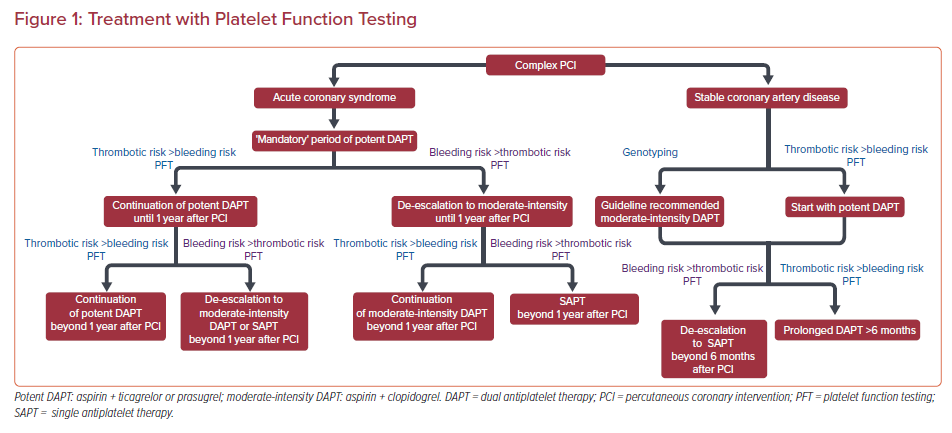 Figure 1: Treatment with Platelet Function Testing
Complex PCI
Acute coronary syndrome
Stable coronary artery disease
'Mandatory' period of potent DAPT
Thrombotic risk >bleeding risk
PFT
Bleeding risk >thrombotic risk
PFT
Genotyping
Thrombotic risk >bleeding risk
PFT
Continuation of potent DAPT
until 1 year after PCI
De-escalation to moderate-intensity
until 1 year after PCI
Guideline recommended
moderate-intensity DAPT
Start with potent DAPT
Thrombotic risk >bleeding risk
PFT
Bleeding risk >thrombotic risk
PFT
Thrombotic risk >bleeding risk
PFT
Bleeding risk >thrombotic risk
PFT
Bleeding risk >thrombotic risk
PFT
Thrombotic risk >bleeding risk
PFT
Continuation
of potent DAPT
beyond 1 year after PCI
De-escalation to
moderate-intensity
DAPT or SAPT
beyond 1 year after PCI
Continuation
of moderate-intensity DAPT
beyond 1 year after PCI
SAPT
beyond 1 year after PCI
De-escalation
to SAPT
beyond 6 months
after PCI
Prolonged DAPT >6 months
Potent DAPT: aspirin + ticagrelor or prasugrel; moderate-intensity DAPT: aspirin + clopidogrel. DAPT = dual antiplatelet therapy; PCI = percutaneous coronary intervention; PFT = platelet function testing;
SAPT = single antiplatelet therapy.